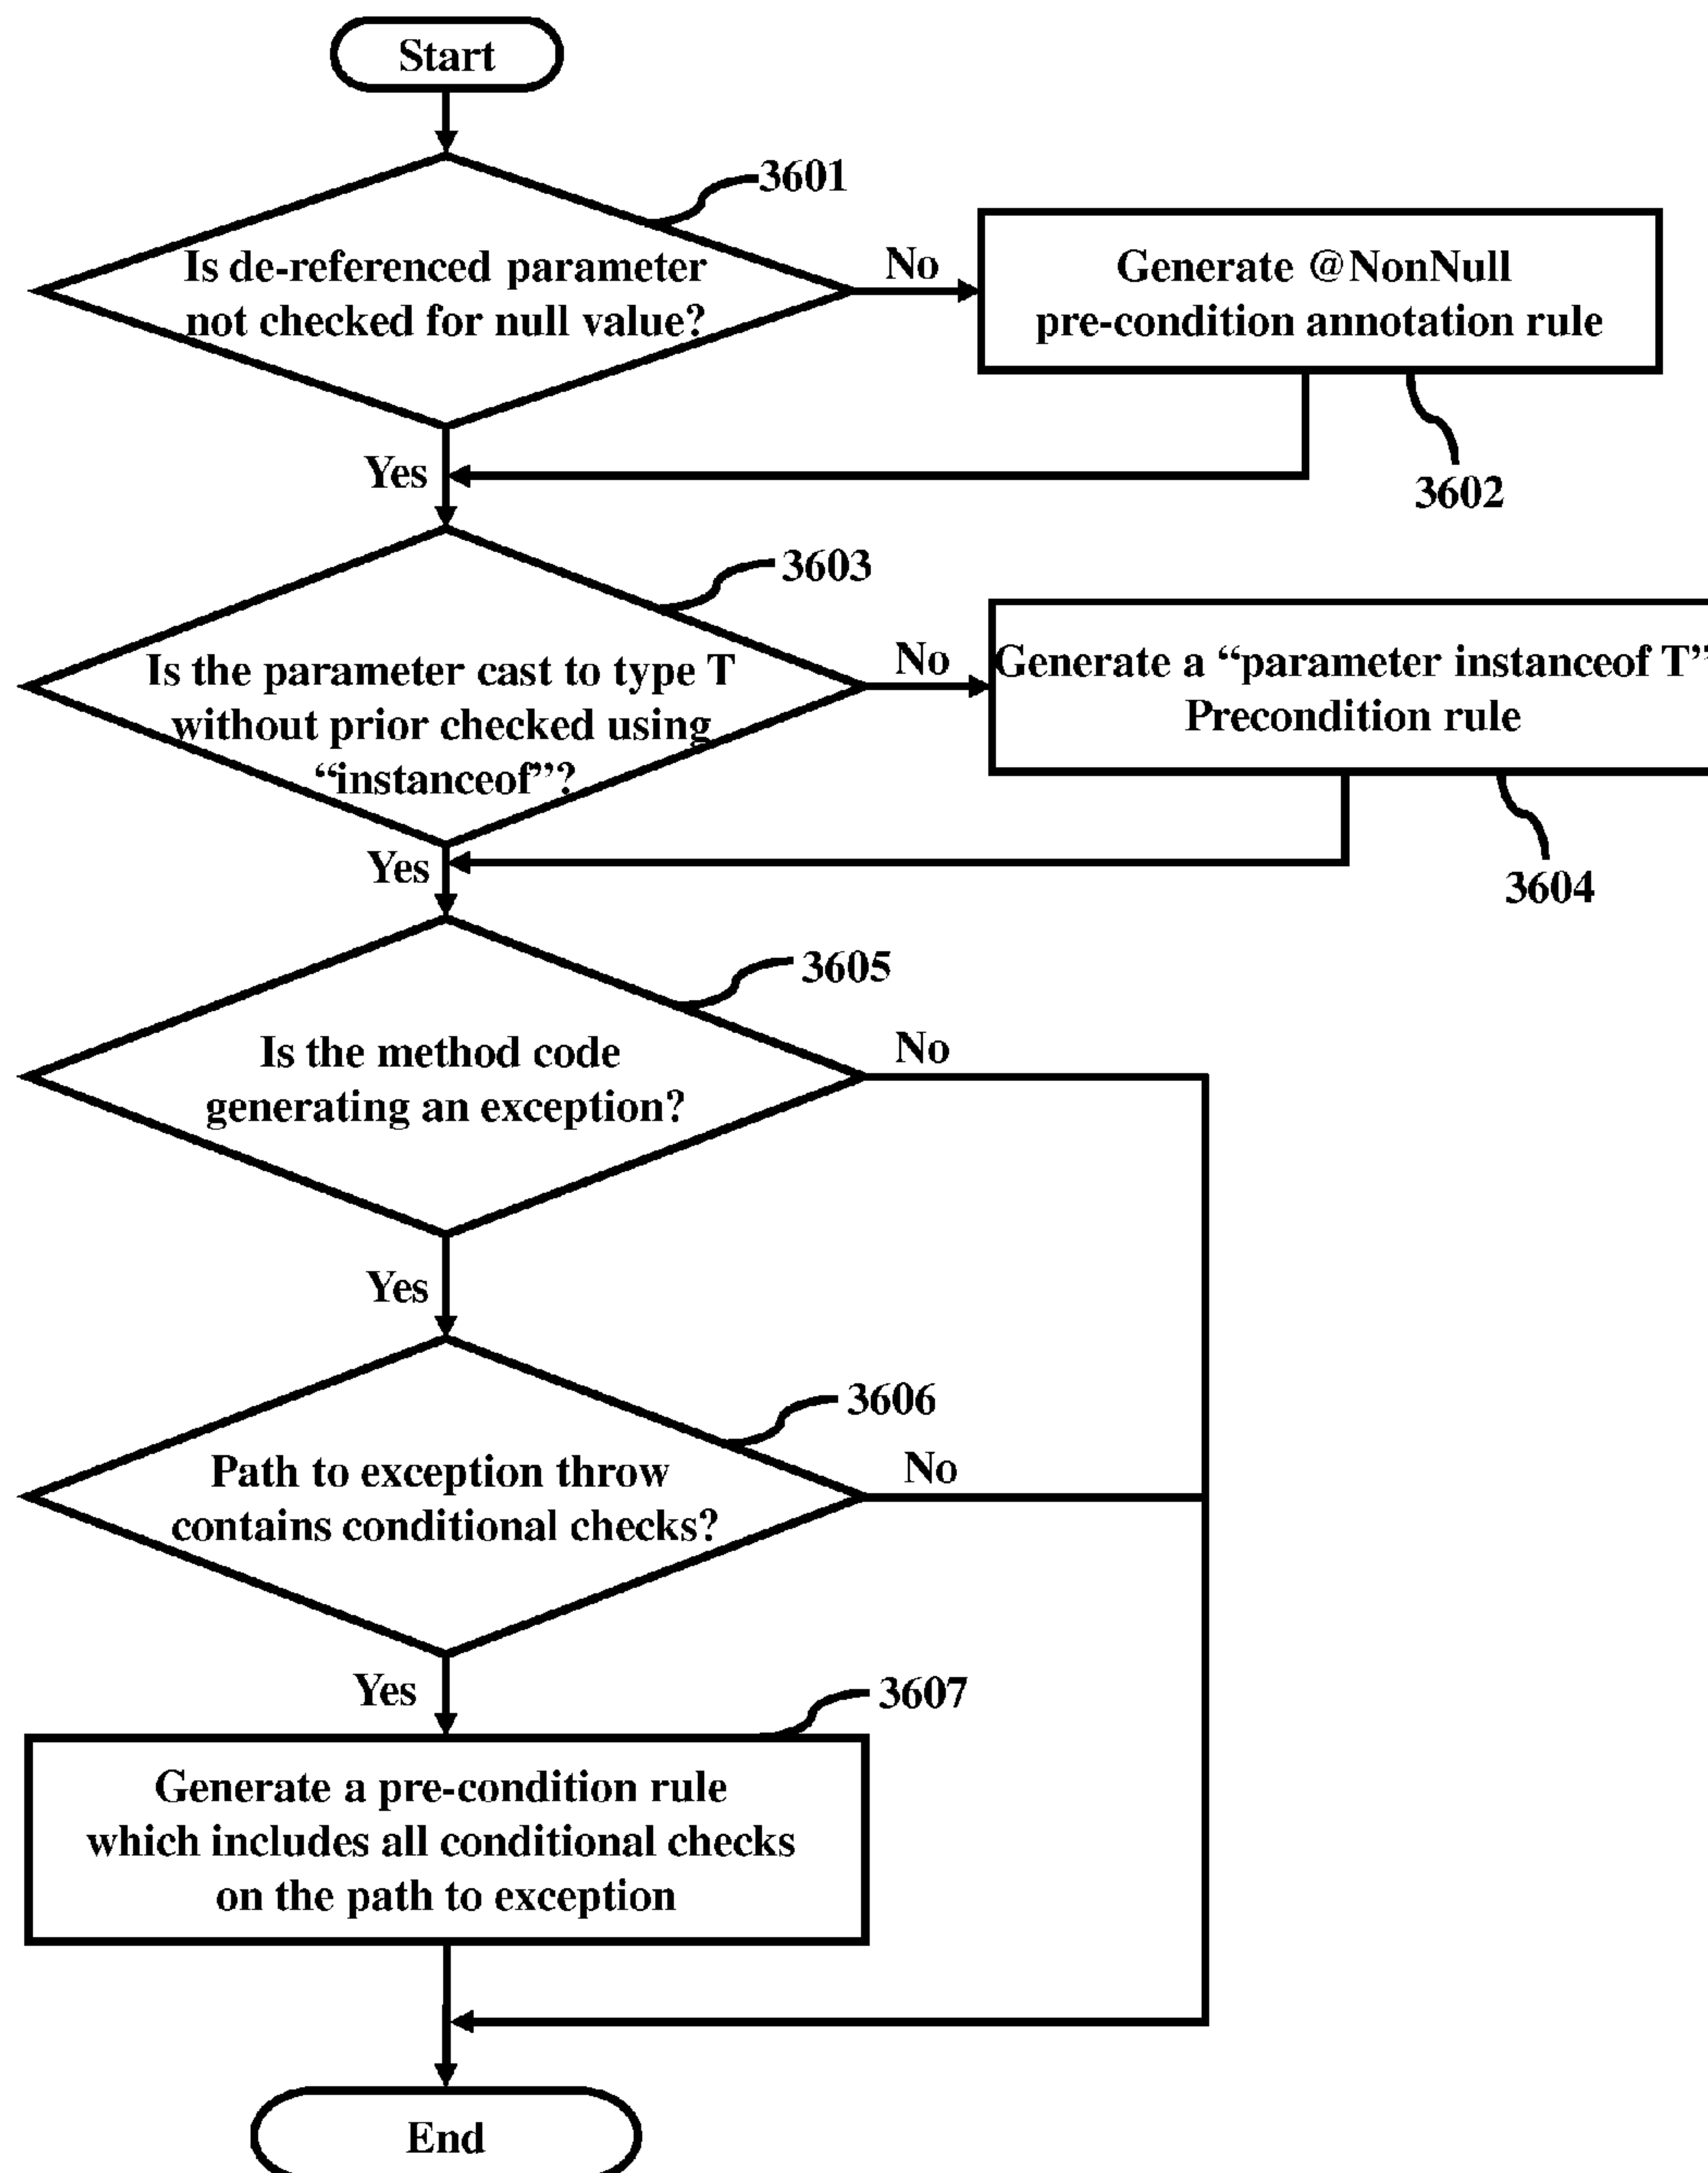 Start
3601
Is de-referenced parameter
not checked for null value?
No
Generate @NonNull
pre-condition annotation rule
Yes
3602
3603
Is the parameter cast to type T
without prior checked using
“instanceof”?
No
Generate a “parameter instanceof T”
Precondition rule
Yes
3604
3605
Is the method code
generating an exception?
No
Yes
3606
Path to exception throw
contains conditional checks?
No
Yes
3607
Generate a pre-condition rule
which includes all conditional checks
on the path to exception
End